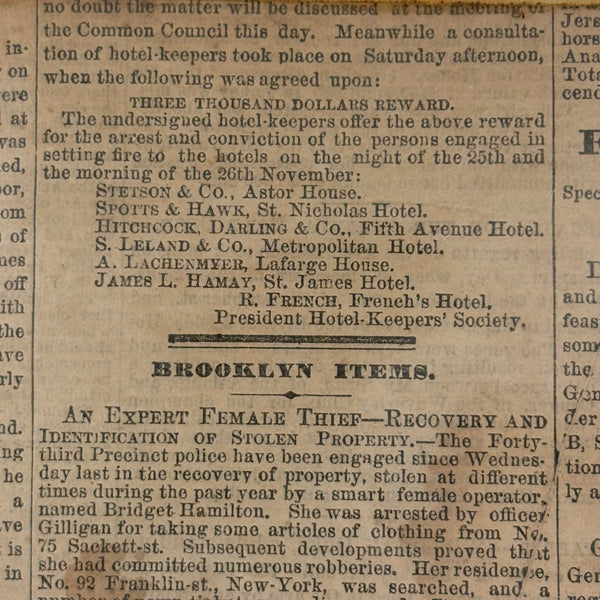 no doubt the matter will be discussed at the meeting of
the Common Council this day. Meanwhile a consulta-
tion of hotel-keepers took place on Saturday afternoon,
when the following was agreed upon:
THREE THOUSAND DOLLARS REWARD.
The undersigned hotel-keepers offer the above reward
for the arrest and conviction of the persons engaged in
setting fire to the hotels on the night of the 25th and
the morning of the 26th November:
STETSON & CO., Astor House.
SPOTTS & HAWK, St. Nicholas Hotel.
HITCHCOCK, DARLING & CO., Fifth Avenue Hotel.
S. LELAND & CO., Metropolitan Hotel.
A. LACHENMYER, Lafarge House.
JAMES L. HAMAY, St. James Hotel.
R. FRENCH, French's Hotel.
President Hotel-Keepers' Society.
BROOKLYN ITEMS.
AN EXPERT FEMALE THIEF—RECOVERY AND
IDENTIFICATION OF STOLEN PROPERTY.—The Forty-
third Precinct police have been engaged since Wednes-
day last in the recovery of property, stolen at different
times during the past year by a smart female operator,
named Bridget Hamilton. She was arrested by officer
Gilligan for taking some articles of clothing from No.
75 Sackett-st. Subsequent developments proved that
she had committed numerous robberies. Her residence,
No. 92 Franklin-st., New-York, was searched, and a